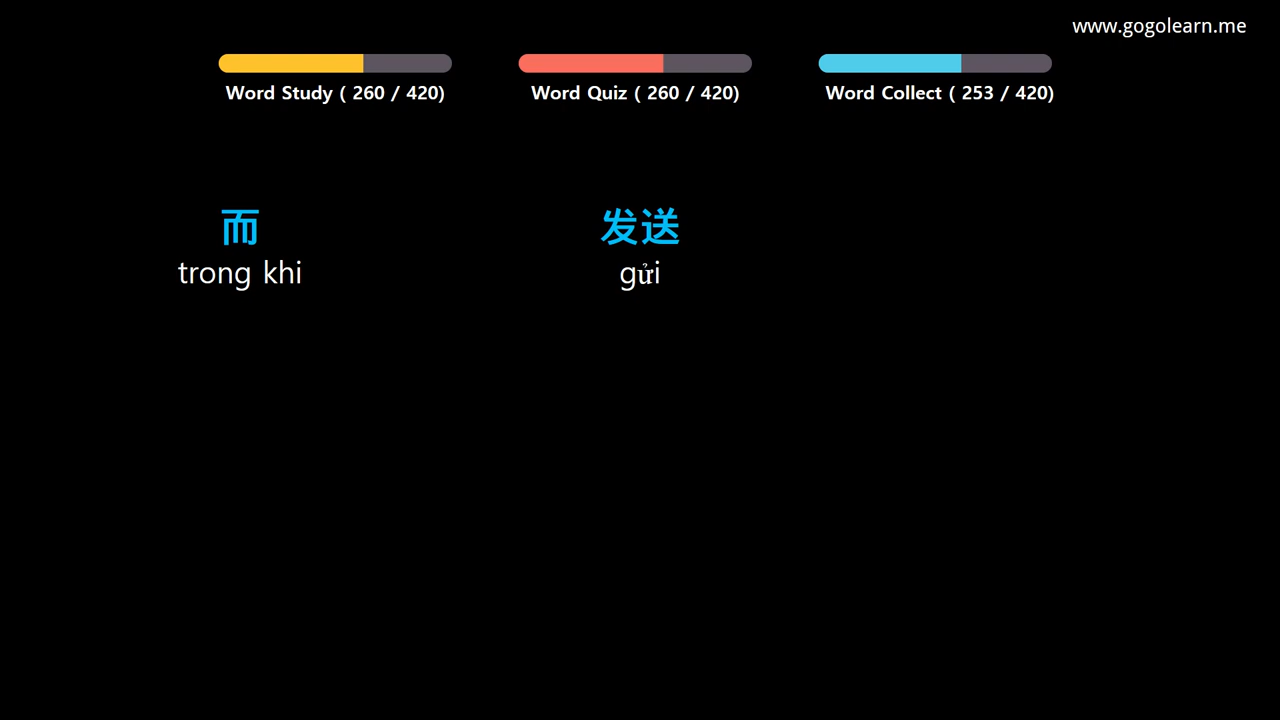 www.gogolearn.me
Word Study ( 260 / 420)
Word Quiz ( 260 / 420)
Word Collect ( 253 / 420)
而
trong khi
发送
gửi